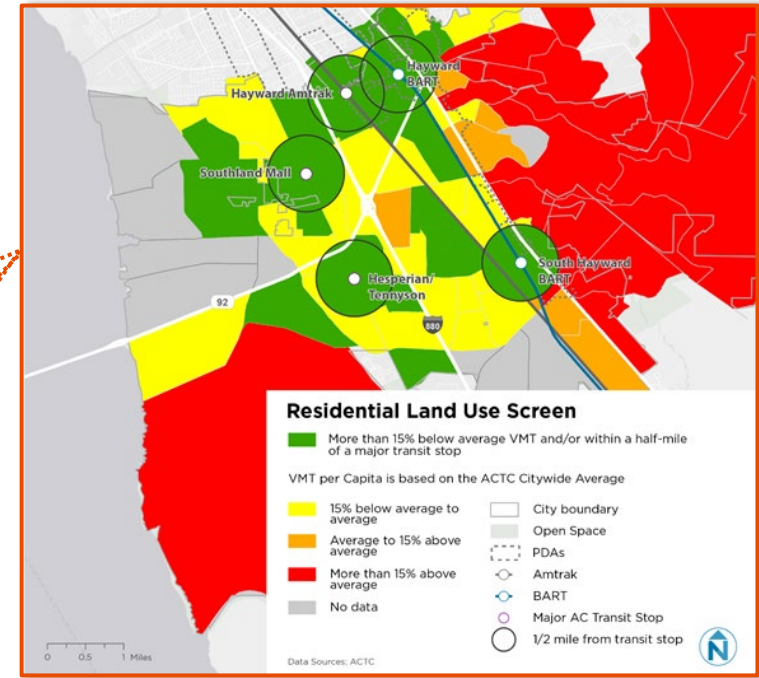 Hayward
BART
Hayward Amtrak
Southland Mall
South Hayward
BART
Hesperian/
Tennyson
92
880
Residential Land Use Screen
More than 15% below average VMT and/or within a half-mile
of a major transit stop
VMT per Capita is based on the ACTC Citywide Average
15% below average to
average
Average to 15% above
average
More than 15% above
average
No data
City boundary
Open Space
PDAs
Amtrak
BART
Major AC Transit Stop
1/2 mile from transit stop
0 0.5 1 Miles
Data Sources: ACTC
N